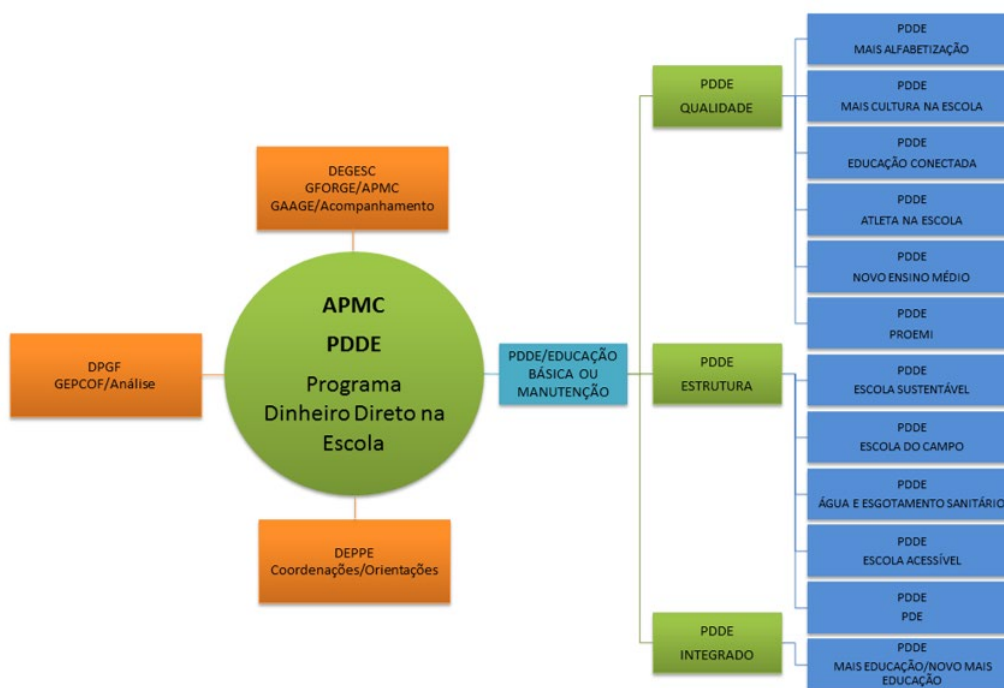 DEGESC
GFORGE/APMC
GAAGE/Acompanhamento
DPGF
GEPCOF/Análise
APMC
PDDE
Programa
Dinheiro Direto na
Escola
DEPPE
Coordenações/Orientações
PDDE/EDUCAÇÃO
BÁSICA OU
MANUTENÇÃO
PDDE
QUALIDADE
PDDE
MAIS ALFABETIZAÇÃO
PDDE
MAIS CULTURA NA ESCOLA
PDDE
EDUCAÇÃO CONECTADA
PDDE
ATLETA NA ESCOLA
PDDE
NOVO ENSINO MÉDIO
PDDE
PROEMI
PDDE
ESTRUTURA
PDDE
ESCOLA SUSTENTÁVEL
PDDE
ESCOLA DO CAMPO
PDDE
ÁGUA E ESGOTAMENTO SANITÁRIO
PDDE
ESCOLA ACESSÍVEL
PDDE
PDE
PDDE
INTEGRADO
PDDE
MAIS EDUCAÇÃO/NOVO MAIS
EDUCAÇÃO